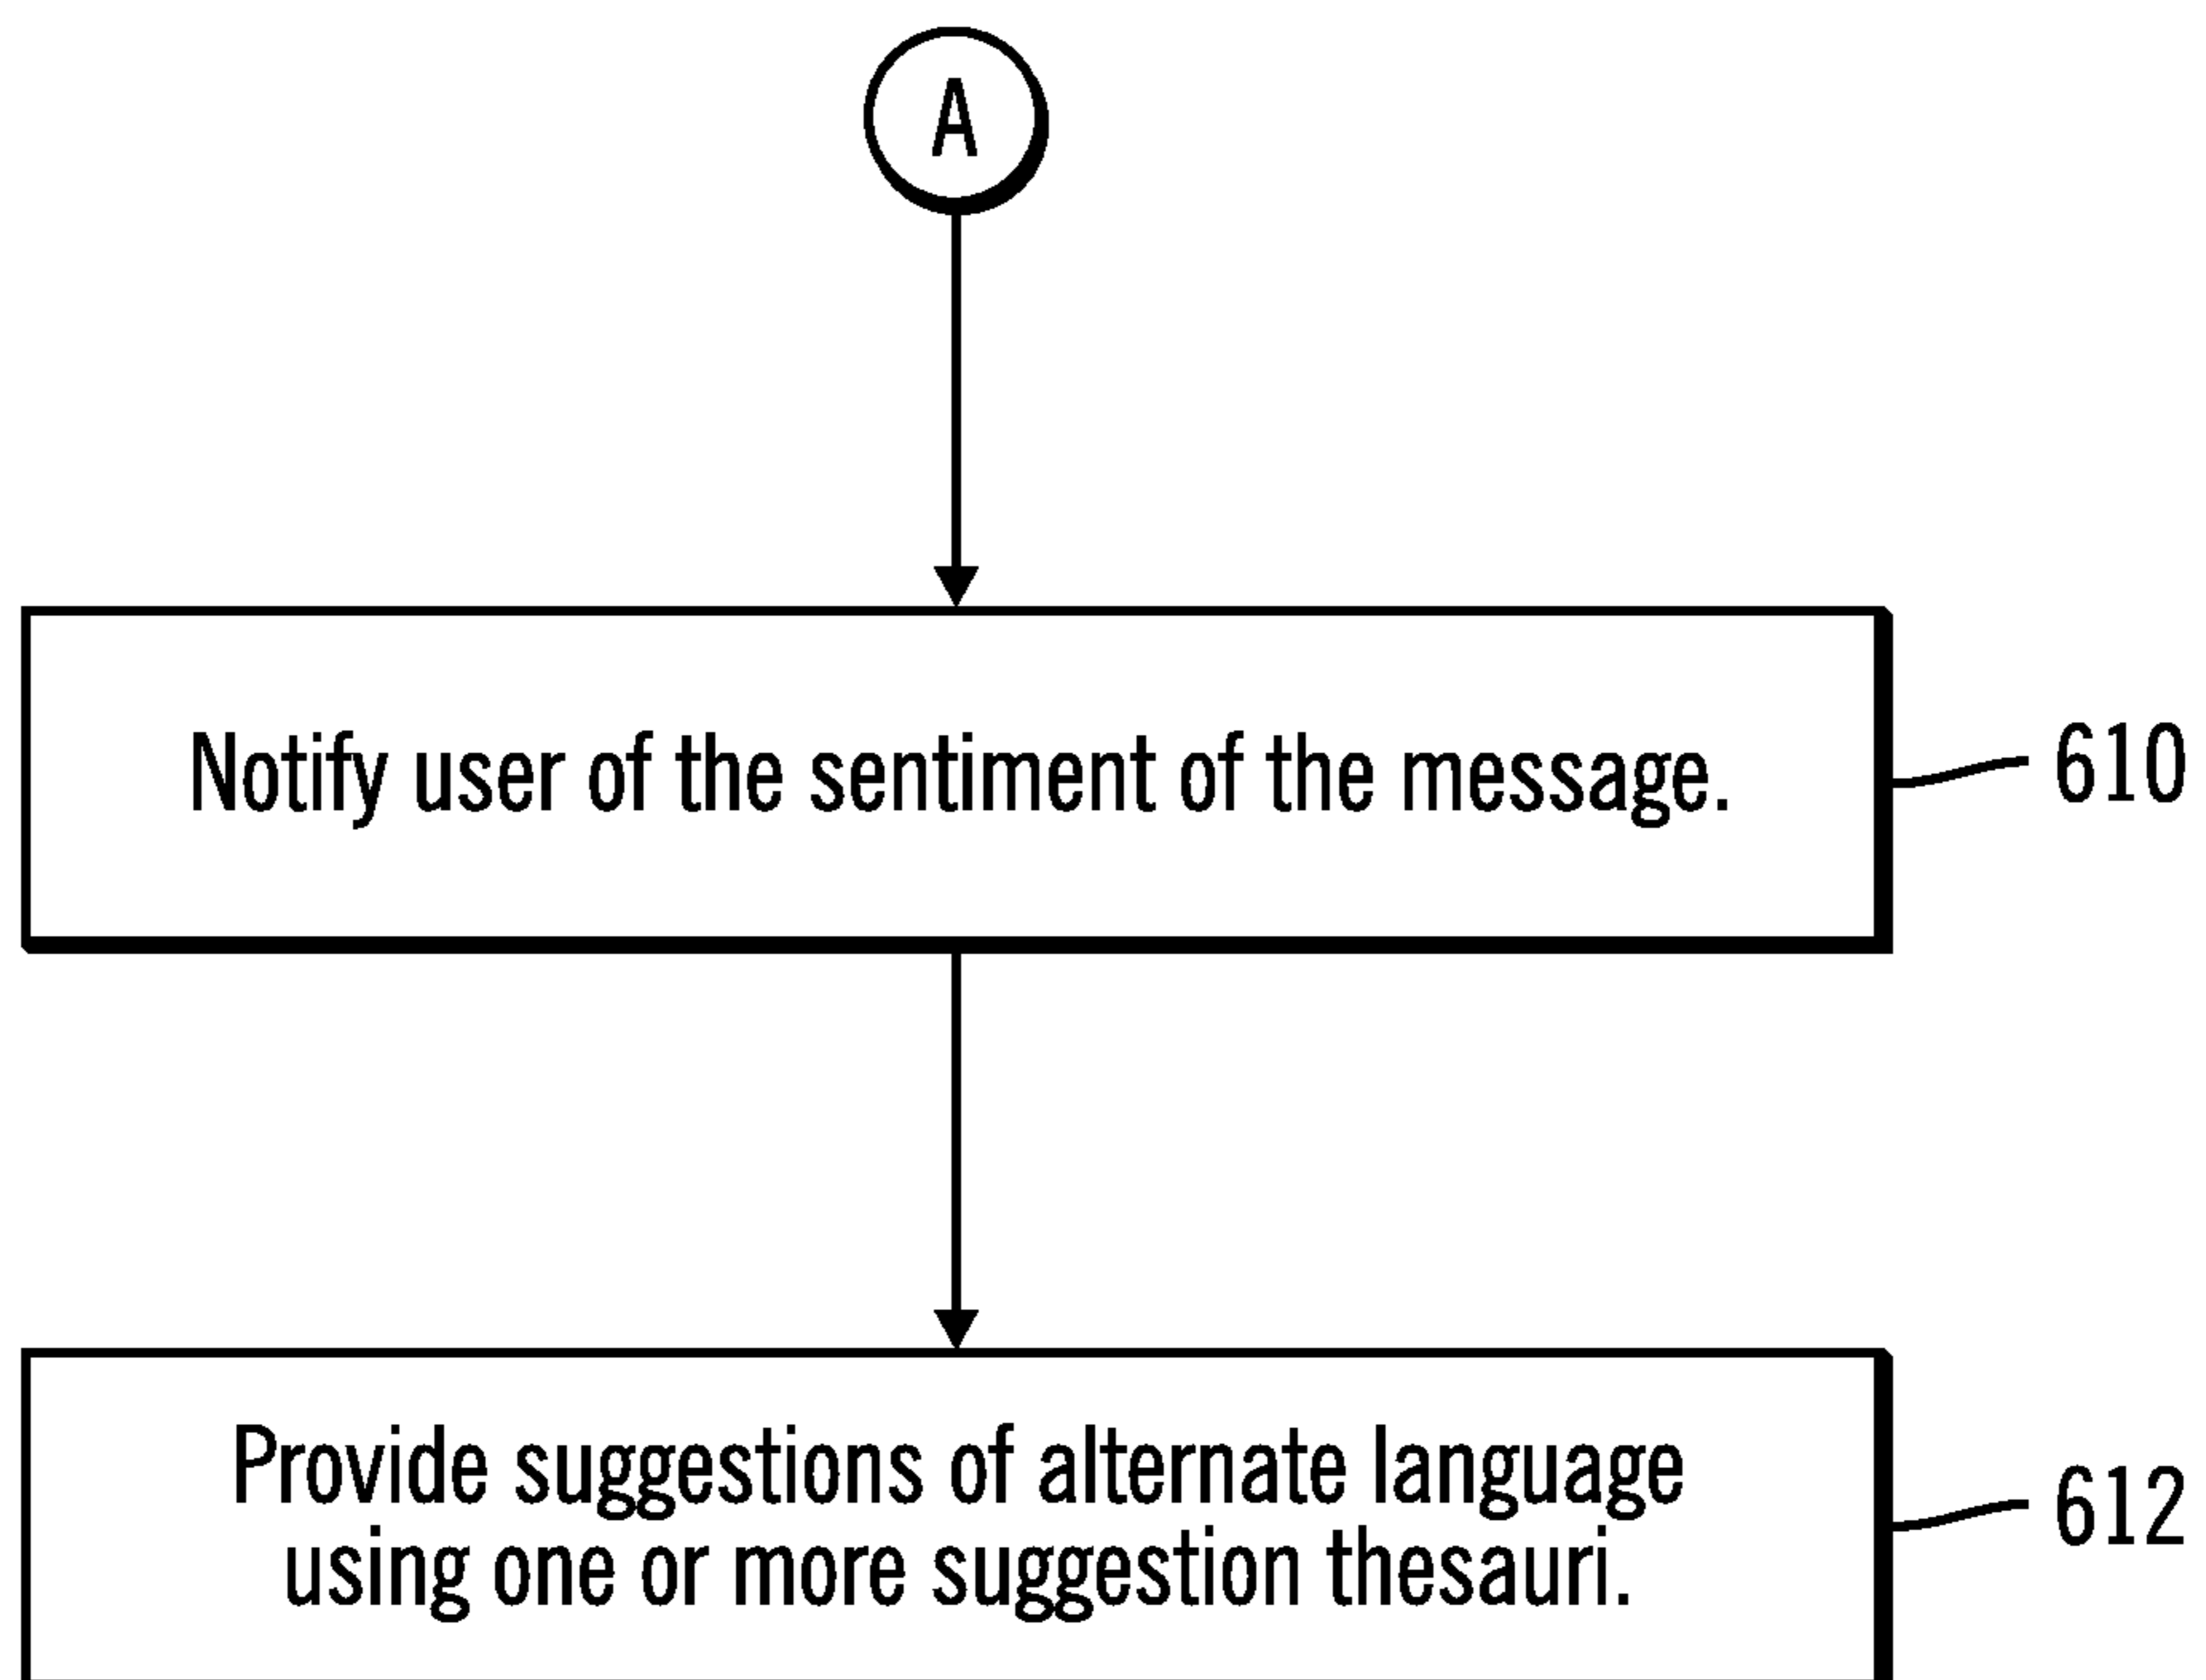 A
Notify user of the sentiment of the message.
610
Provide suggestions of alternate language
using one or more suggestion thesauri.
612